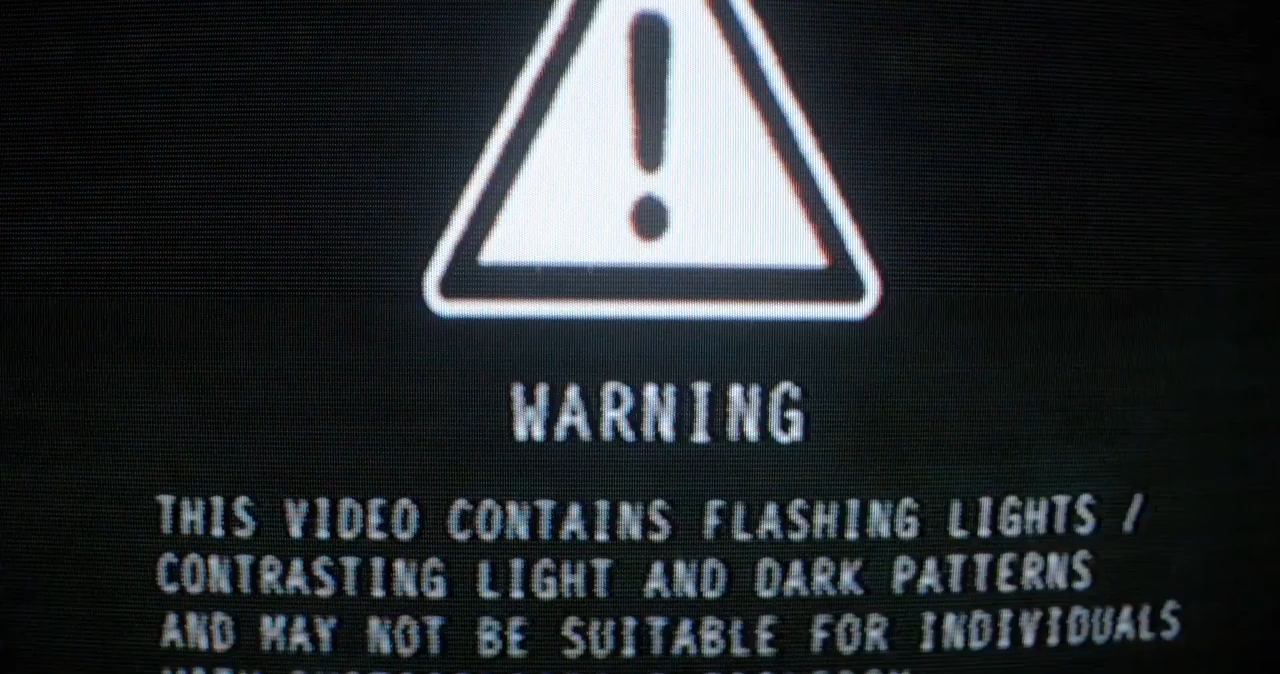 WARNING
THIS VIDEO CONTAINS FLASHING LIGHTS /
CONTRASTING LIGHT AND DARK PATTERNS
AND MAY NOT BE SUITABLE FOR INDIVIDUALS